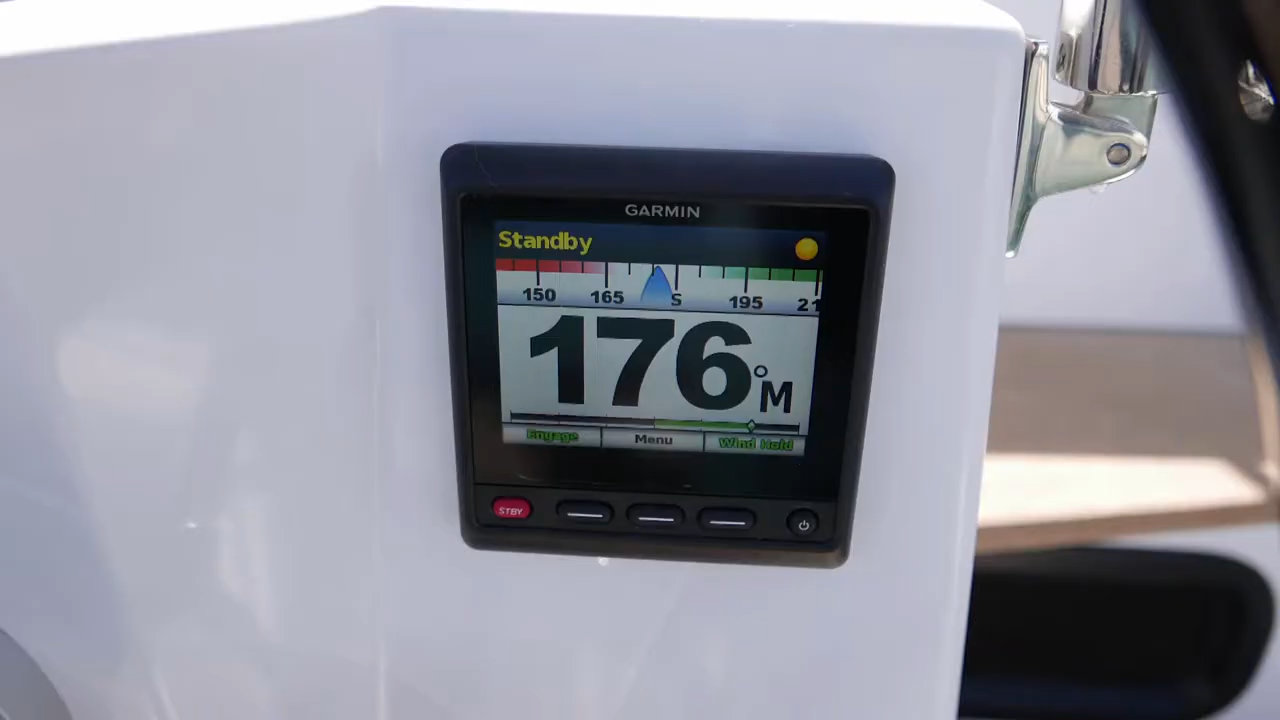 GARMIN
Standby
150 165 S 195 21
176°M
Engage Menu Wind Hold
STBY